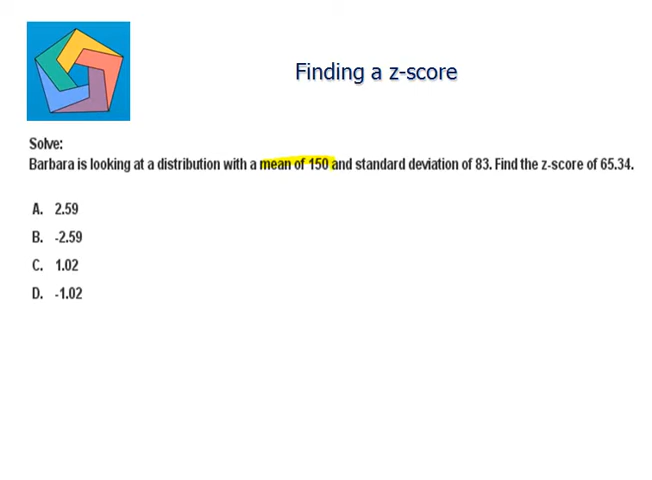 Finding a z-score
Solve:
Barbara is looking at a distribution with a mean of 150 and standard deviation of 83. Find the z-score of 65.34.
A. 2.59
B. -2.59
C. 1.02
D. -1.02